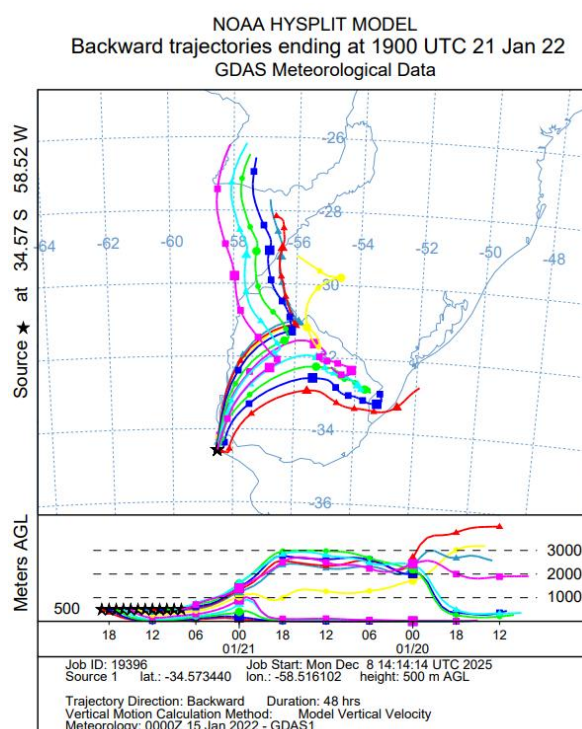 NOAA HYSPLIT MODEL
Backward trajectories ending at 1900 UTC 21 Jan 22
GDAS Meteorological Data
Source ★ at 34.57 S 58.52 W
-26
-28
-64 -62 -60 -58 -56 -54 -52 -50 -48
-30
-32
-34
-36
Meters AGL
500
3000
2000
1000
18 12 06 00 18 12 06 00 18 12
01/21 01/20
Job ID: 19396 Job Start: Mon Dec 8 14:14:14 UTC 2025
Source 1 lat.: -34.573440 lon.: -58.516102 height: 500 m AGL
Trajectory Direction: Backward Duration: 48 hrs
Vertical Motion Calculation Method: Model Vertical Velocity
Meteorology: 0000Z 15 Jan 2022 - GDAS1